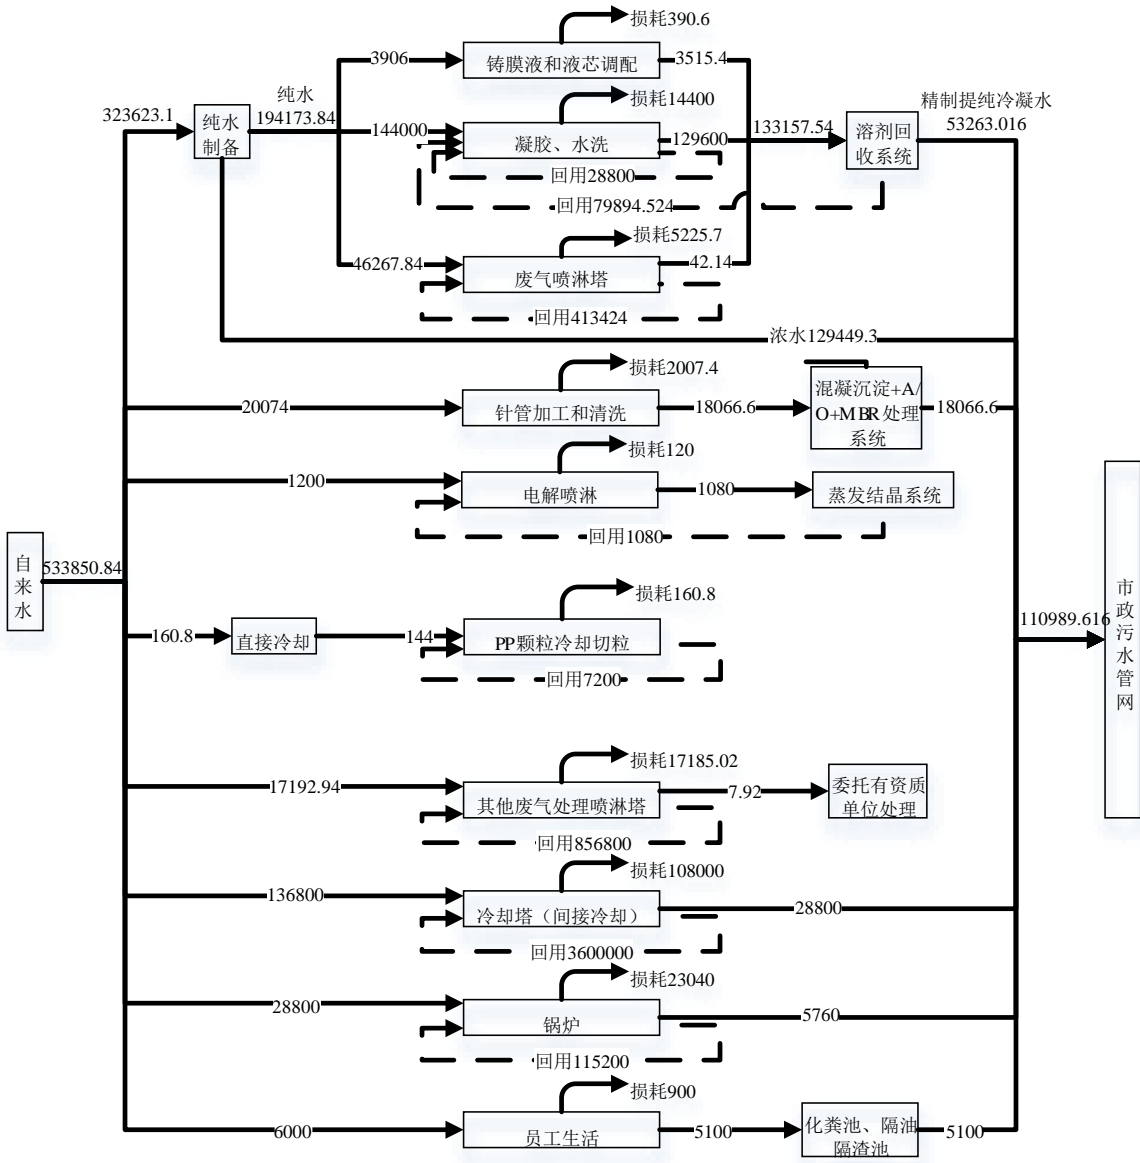 损耗390.6
3906
铸膜液和液芯调配
3515.4
323623.1
纯水
制备
纯水
194173.84
144000
损耗14400
凝胶、水洗
129600
回用28800
回用79894.524
133157.54
溶剂回
收系统
精制提纯冷凝水
53263.016
46267.84
损耗5225.7
废气喷淋塔
42.14
回用413424
浓水129449.3
损耗2007.4
20074
针管加工和清洗
18066.6
混凝沉淀+A/
O+MBR处理
系统
18066.6
损耗120
1200
电解喷淋
1080
蒸发结晶系统
回用1080
自
来
水
533850.84
损耗160.8
160.8
直接冷却
144
PP颗粒冷却切粒
回用7200
110989.616
市
政
污
水
管
网
损耗17185.02
17192.94
其他废气处理喷淋塔
7.92
委托有资质
单位处理
回用856800
损耗108000
136800
冷却塔（间接冷却）
28800
回用3600000
损耗23040
28800
锅炉
5760
回用115200
损耗900
6000
员工生活
5100
化粪池、隔油
隔渣池
5100